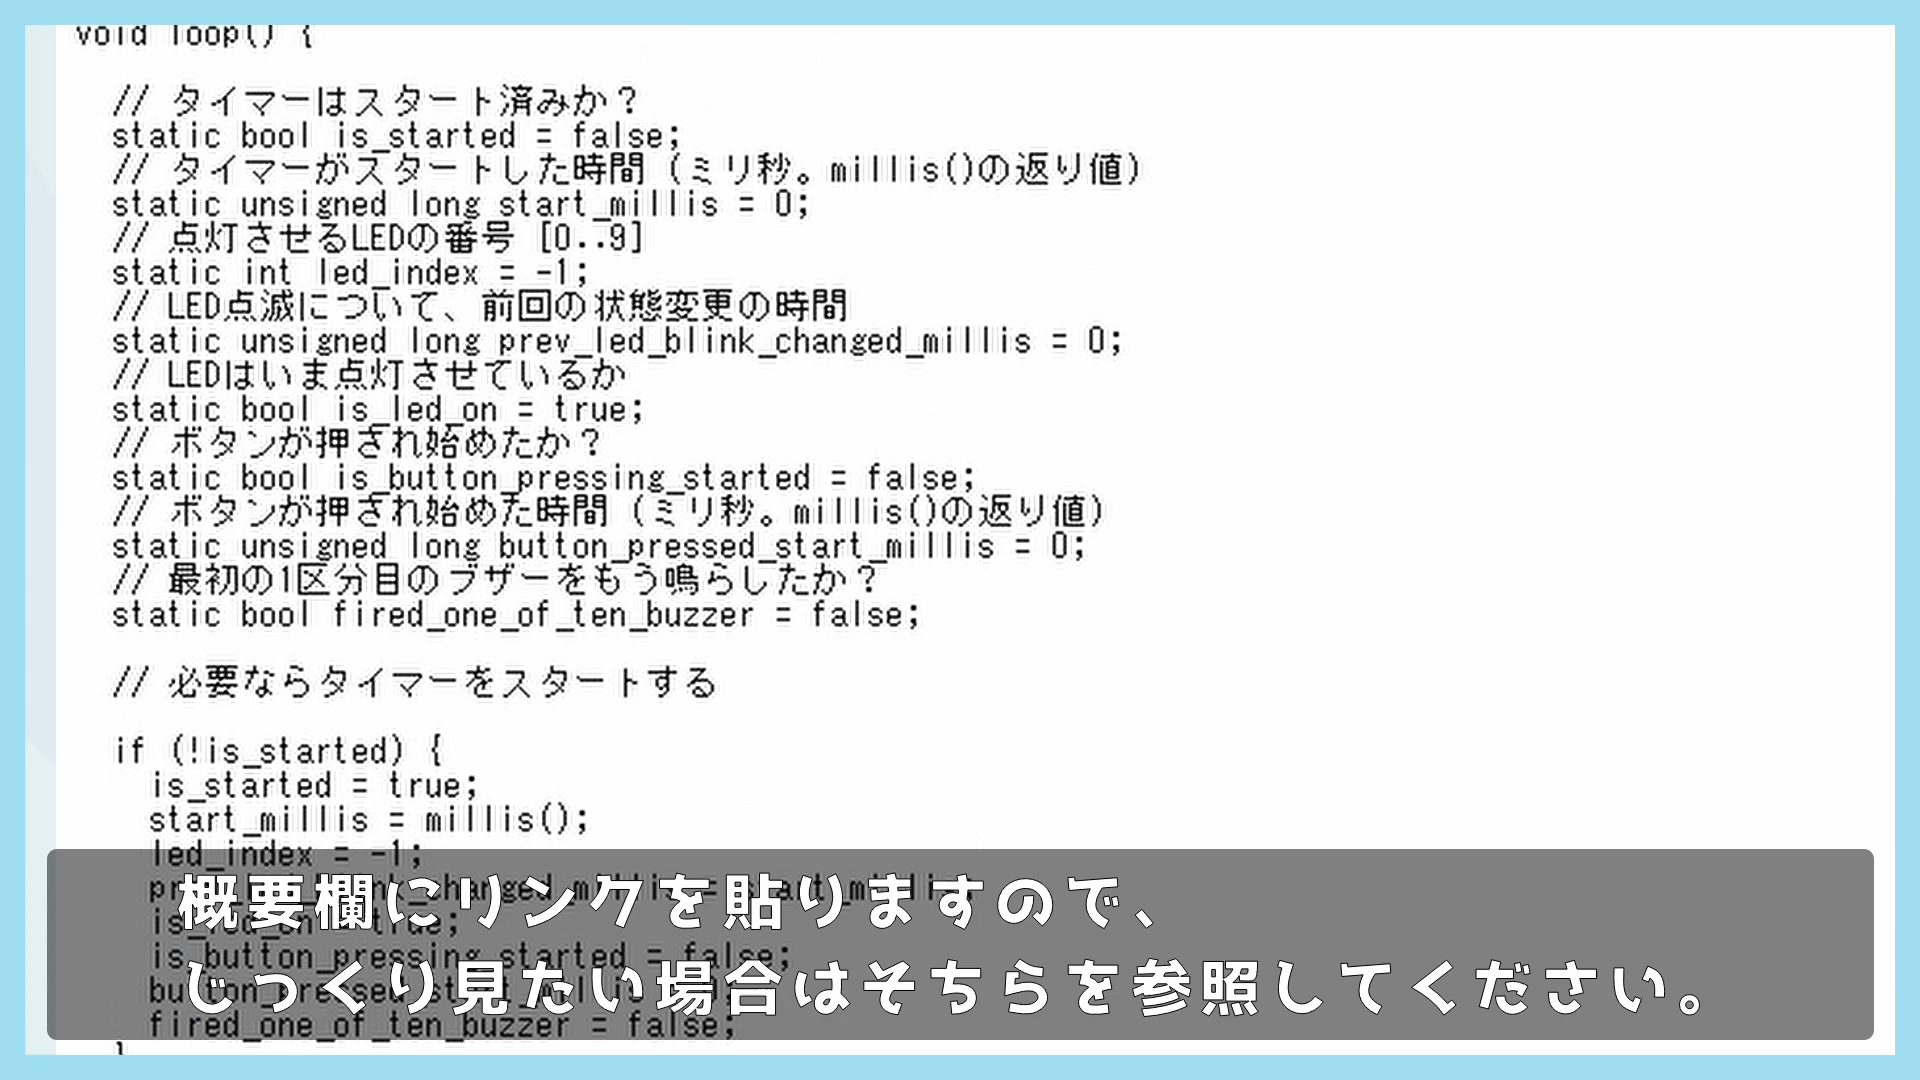 void loop() {
// タイマーはスタート済みか？
static bool is_started = false;
// タイマーがスタートした時間（ミリ秒。millis()の返り値）
static unsigned long start_millis = 0;
// 点灯させるLEDの番号 [0..9]
static int led_index = -1;
// LED点滅について、前回の状態変更の時間
static unsigned long prev_led_blink_changed_millis = 0;
// LEDはいま点灯させているか
static bool is_led_on = true;
// ボタンが押され始めたか？
static bool is_button_pressing_started = false;
// ボタンが押され始めた時間（ミリ秒。millis()の返り値）
static unsigned long button_pressed_start_millis = 0;
// 最初の1区分目のブザーをもう鳴らしたか？
static bool fired_one_of_ten_buzzer = false;
// 必要ならタイマーをスタートする
if (!is_started) {
is_started = true;
start_millis = millis();
led_index = -1;
is_led_on = true;
is_button_pressing_started = false;
fired_one_of_ten_buzzer = false;
}
概要欄にリンクを貼りますので、
じっくり見たい場合はそちらを参照してください。